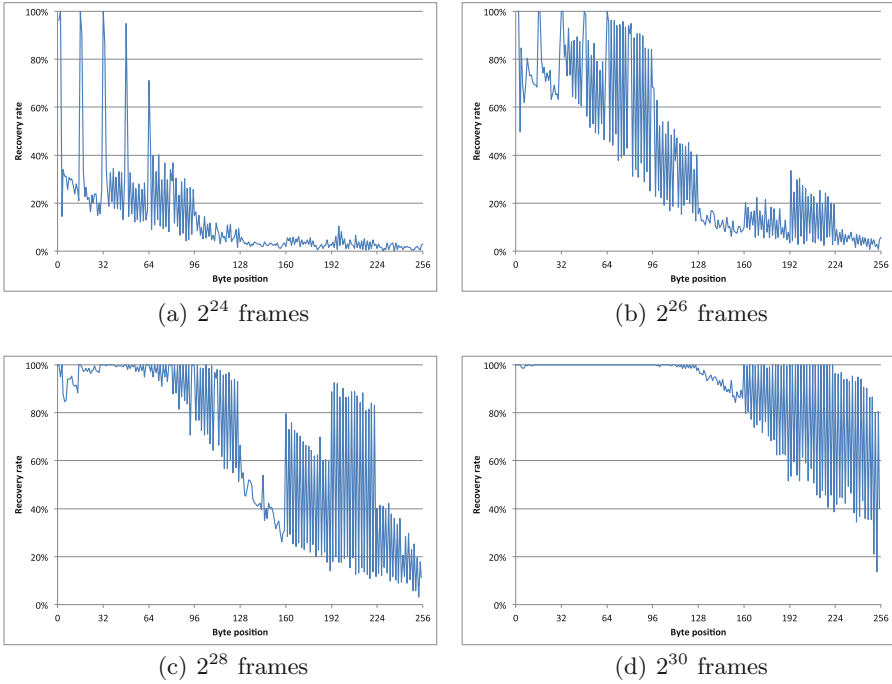 100%
80%
60%
40%
20%
0%
Recovery rate
0 32 64 96 128 160 192 224 256
Byte position
(a) 2^24 frames
100%
80%
60%
40%
20%
0%
Recovery rate
0 32 64 96 128 160 192 224 256
Byte position
(b) 2^26 frames
100%
80%
60%
40%
20%
0%
Recovery rate
0 32 64 96 128 160 192 224 256
Byte position
(c) 2^28 frames
100%
80%
60%
40%
20%
0%
Recovery rate
0 32 64 96 128 160 192 224 256
Byte position
(d) 2^30 frames